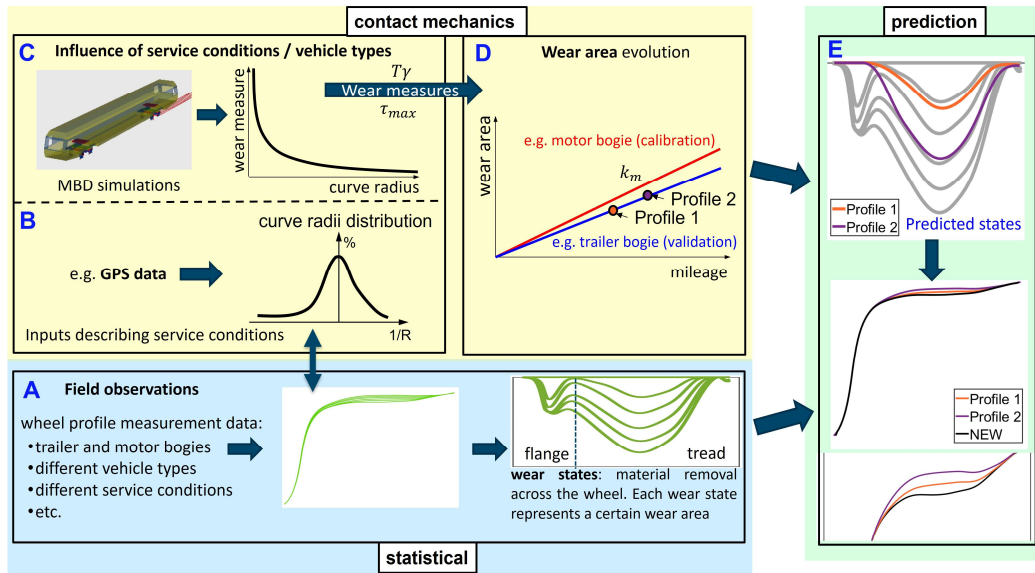 contact mechanics
prediction
C
Influence of service conditions / vehicle types
MBD simulations
wear measure
curve radius
Tγ
Wear measures
τmax
D
Wear area evolution
wear area
e.g. motor bogie (calibration)
km
Profile 2
Profile 1
e.g. trailer bogie (validation)
mileage
B
curve radii distribution
%
e.g. GPS data
Inputs describing service conditions
1/R
A
Field observations
wheel profile measurement data:
•trailer and motor bogies
•different vehicle types
•different service conditions
•etc.
flange
tread
wear states: material removal
across the wheel. Each wear state
represents a certain wear area
statistical
E
Profile 1
Profile 2
Predicted states
Profile 1
Profile 2
NEW